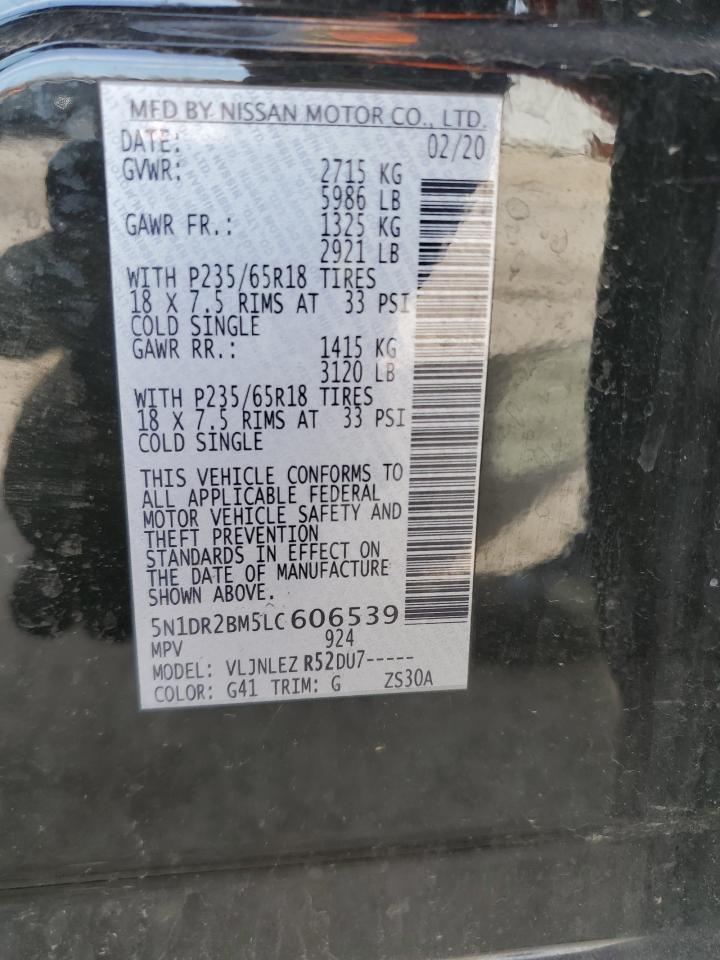 MFD BY NISSAN MOTOR CO., LTD.
DATE: 02/20
GVWR: 2715 KG
5986 LB
GAWR FR.: 1325 KG
2921 LB
WITH P235/65R18 TIRES
18 X 7.5 RIMS AT 33 PSI
COLD SINGLE
GAWR RR.: 1415 KG
3120 LB
WITH P235/65R18 TIRES
18 X 7.5 RIMS AT 33 PSI
COLD SINGLE
THIS VEHICLE CONFORMS TO
ALL APPLICABLE FEDERAL
MOTOR VEHICLE SAFETY AND
THEFT PREVENTION
STANDARDS IN EFFECT ON
THE DATE OF MANUFACTURE
SHOWN ABOVE.
5N1DR2BM5LC606539
MPV 924
MODEL: VLJNLEZ R52DU7-----
COLOR: G41 TRIM: G ZS30A